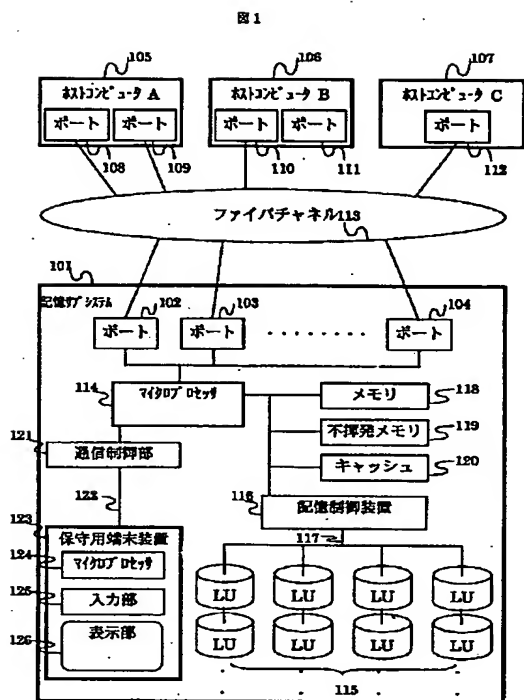 図1
105
106
107
ホストコンピュータ A
ホストコンピュータ B
ホストコンピュータ C
ポート
ポート
ポート
ポート
ポート
108
109
110
111
112
ファイバチャネル 113
101
記憶サブシステム
102
103
104
ポート
ポート
ポート
114
マイクロプロセッサ
メモリ
118
不揮発メモリ
119
キャッシュ
120
121
通信制御部
116
記憶制御装置
122
117
123
保守用端末装置
124
マイクロプロセッサ
125
入力部
126
表示部
LU
LU
LU
LU
LU
LU
LU
LU
115